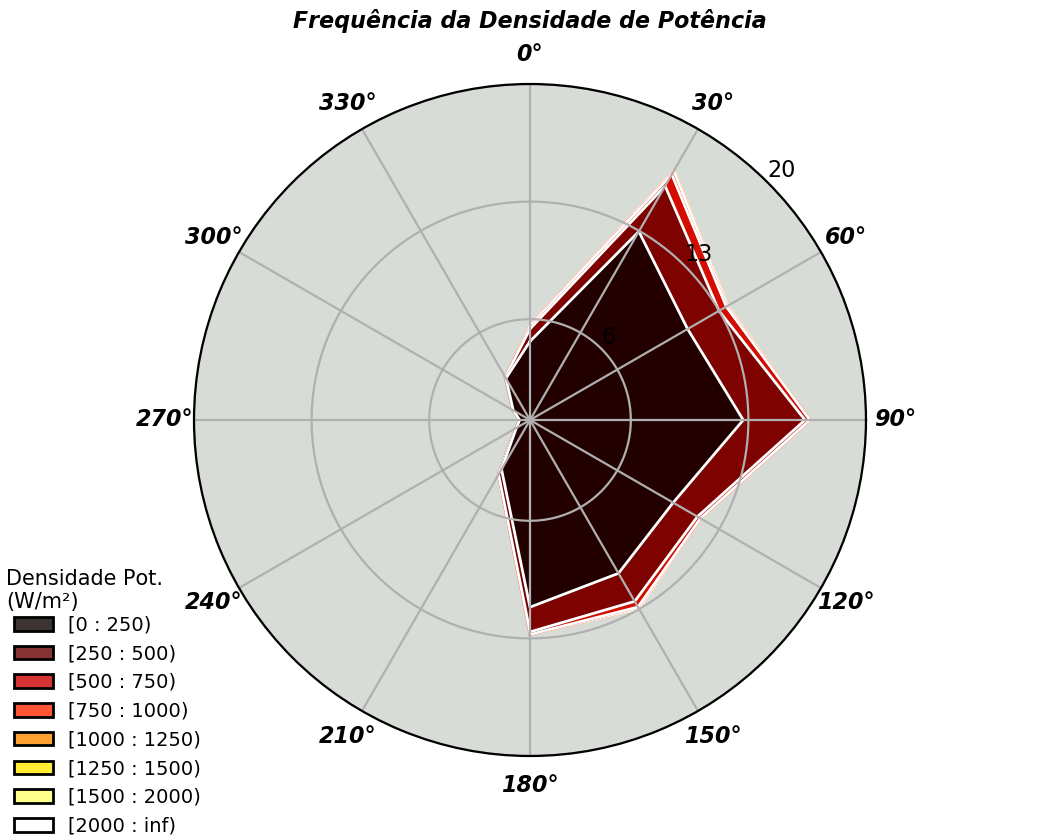 Frequência da Densidade de Potência
0°
330°
30°
20
300°
60°
13
6
270°
90°
240°
120°
210°
150°
180°
Densidade Pot.
(W/m²)
[0 : 250)
[250 : 500)
[500 : 750)
[750 : 1000)
[1000 : 1250)
[1250 : 1500)
[1500 : 2000)
[2000 : inf)